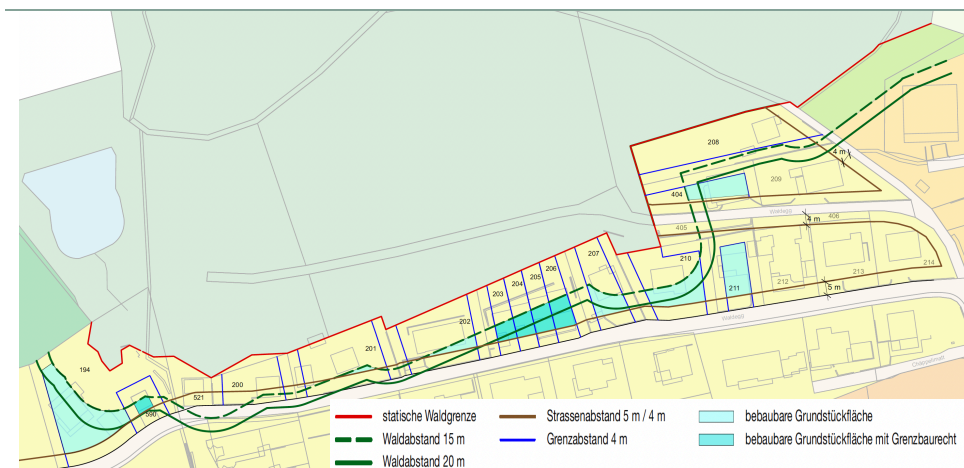 208
4 m
209
404
Weiergli
4 m
406
405
207
206
205
204
203
202
201
200
210
211
212
213
214
5 m
194
590
521
statische Waldgrenze
Waldabstand 15 m
Waldabstand 20 m
Strassenabstand 5 m / 4 m
Grenzabstand 4 m
bebaubare Grundstückfläche
bebaubare Grundstückfläche mit Grenzbaurecht